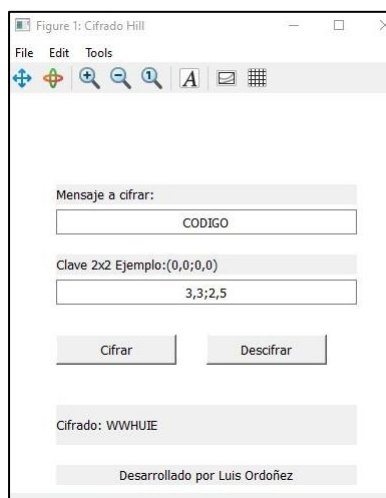 Figure 1: Cifrado Hill
File Edit Tools
A
Mensaje a cifrar:
CODIGO
Clave 2x2 Ejemplo:(0,0;0,0)
3,3;2,5
Cifrar Descifrar
Cifrado: WWHUIE
Desarrollado por Luis Ordoñez